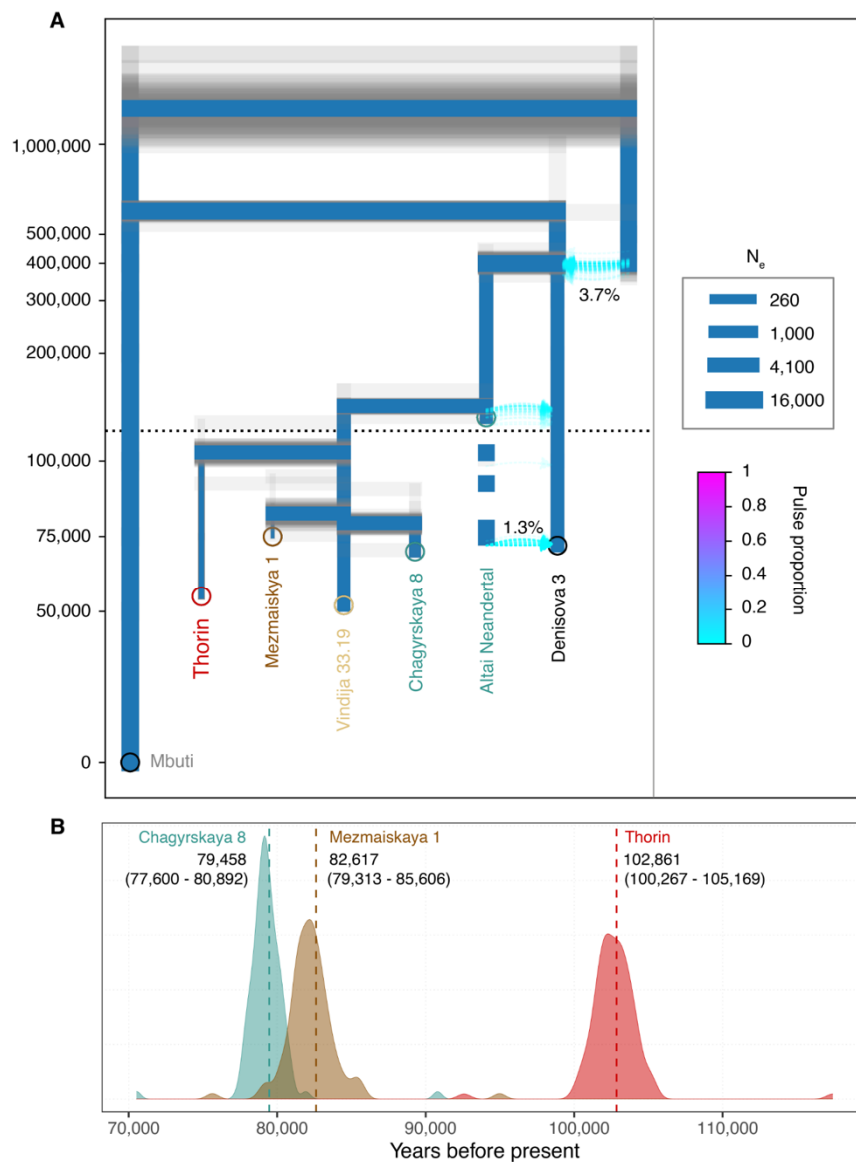 A
1,000,000
500,000
400,000
300,000
200,000
100,000
75,000
50,000
0
3.7%
1.3%
Thorin
Mezmaiskya 1
Vindija 33.19
Chagyrskaya 8
Altai Neandertal
Denisova 3
Mbuti
Ne
260
1,000
4,100
16,000
1
0.8
0.6
0.4
0.2
0
Pulse proportion
B
Chagyrskaya 8
79,458
(77,600 - 80,892)
Mezmaiskaya 1
82,617
(79,313 - 85,606)
Thorin
102,861
(100,267 - 105,169)
70,000
80,000
90,000
100,000
110,000
Years before present